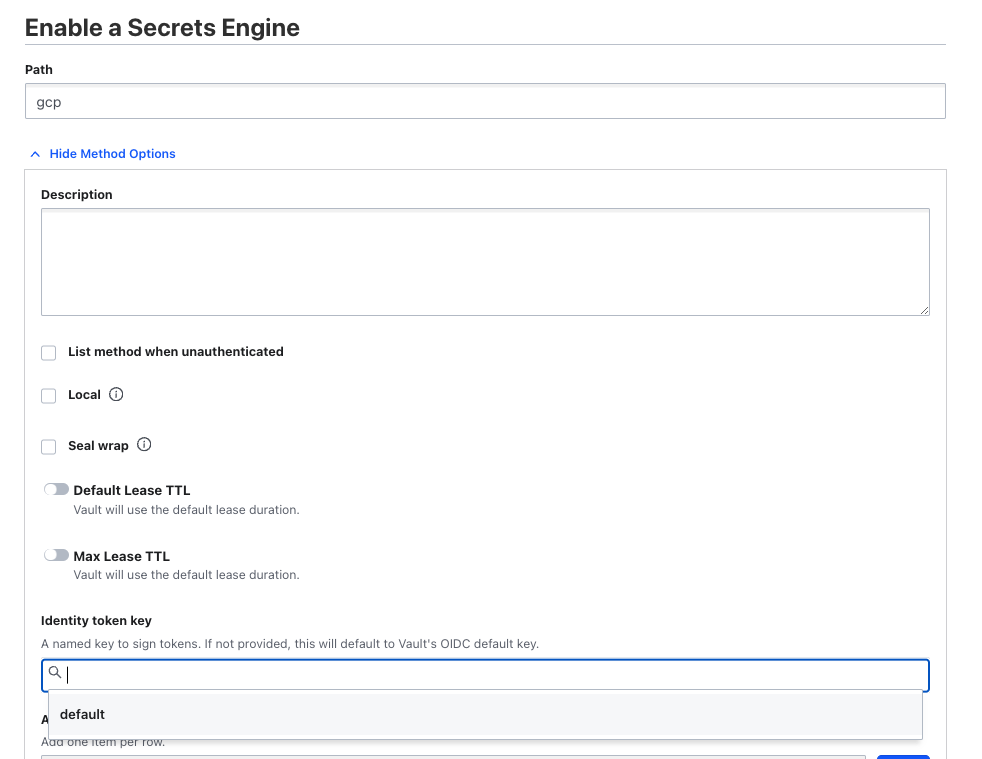 Enable a Secrets Engine
Path
gcp
Hide Method Options
Description
List method when unauthenticated
Local
Seal wrap
Default Lease TTL
Vault will use the default lease duration.
Max Lease TTL
Vault will use the default lease duration.
Identity token key
A named key to sign tokens. If not provided, this will default to Vault's OIDC default key.
default
Add one item per row.